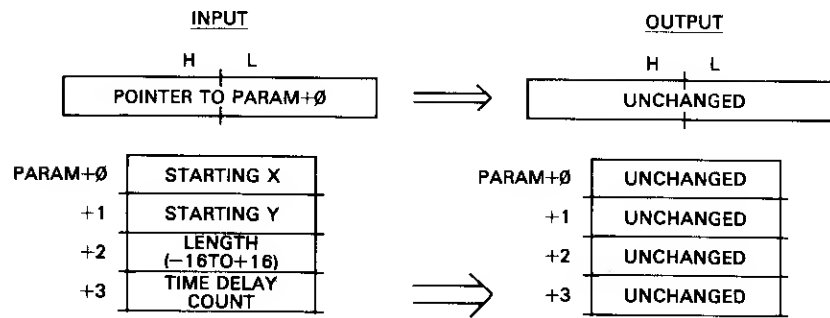 INPUT
OUTPUT
H L
H L
POINTER TO PARAM+Ø
UNCHANGED
PARAM+Ø STARTING X
PARAM+Ø UNCHANGED
+1 STARTING Y
+1 UNCHANGED
+2 LENGTH
(−16TO+16)
+2 UNCHANGED
+3 TIME DELAY
COUNT
+3 UNCHANGED